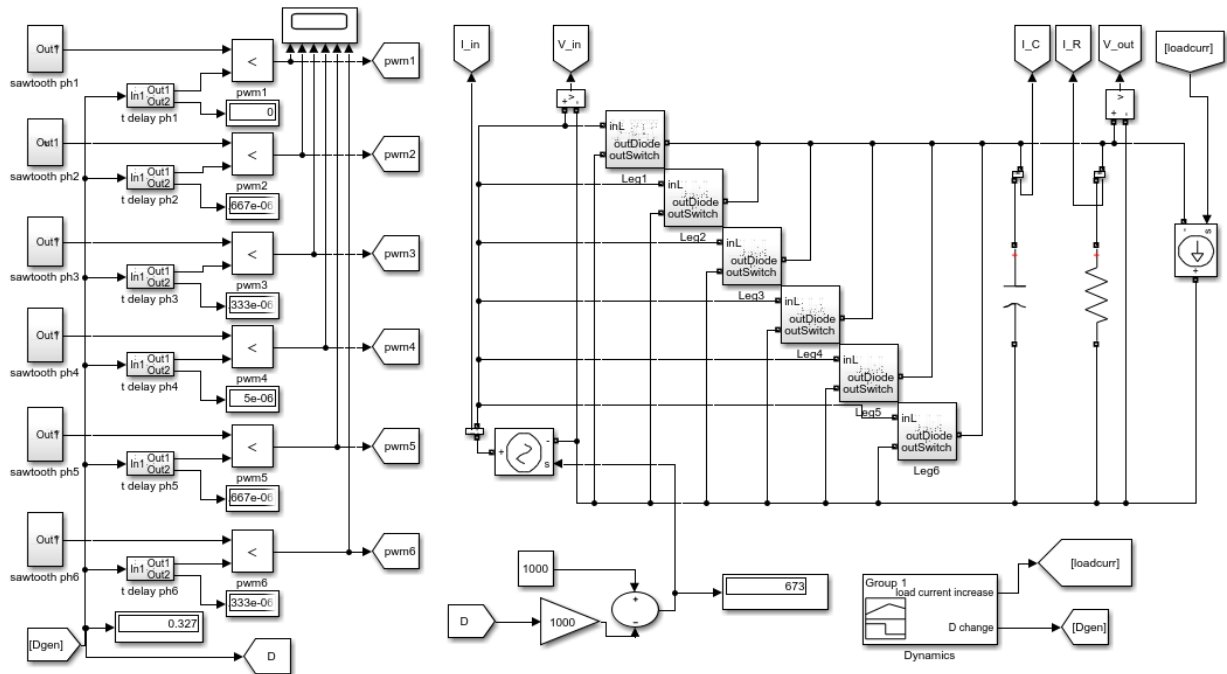 Out1
sawtooth ph1
In1
Out1
Out2
t delay ph1
<
pwm1
0
pwm1
Out1
sawtooth ph2
In1
Out1
Out2
t delay ph2
<
pwm2
.667e-06
pwm2
Out1
sawtooth ph3
In1
Out1
Out2
t delay ph3
<
pwm3
.333e-06
pwm3
Out1
sawtooth ph4
In1
Out1
Out2
t delay ph4
<
pwm4
5e-06
pwm4
Out1
sawtooth ph5
In1
Out1
Out2
t delay ph5
<
pwm5
.667e-06
pwm5
Out1
sawtooth ph6
In1
Out1
Out2
t delay ph6
<
pwm6
.333e-06
pwm6
[Dgen]
0.327
D
I_in
V_in
I_C
I_R
V_out
[loadcurr]
+ v -
+ v -
inL
outDiode
outSwitch
Leg1
inL
outDiode
outSwitch
Leg2
inL
outDiode
outSwitch
Leg3
inL
outDiode
outSwitch
Leg4
inL
outDiode
outSwitch
Leg5
inL
outDiode
outSwitch
Leg6
+
-
s
+
+
s
-
+
1000
D
1000
+
-
673
Group 1
load current increase
D change
Dynamics
[loadcurr]
[Dgen]